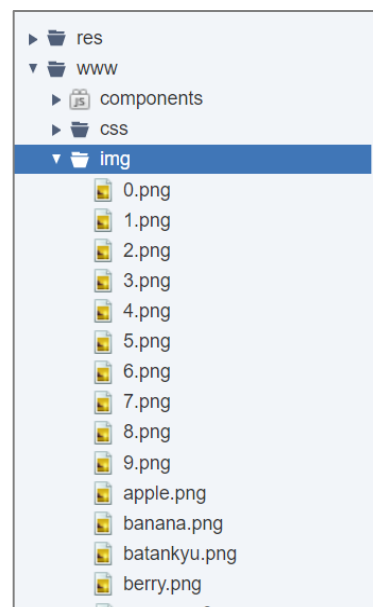 res
www
JS components
css
img
0.png
1.png
2.png
3.png
4.png
5.png
6.png
7.png
8.png
9.png
apple.png
banana.png
batankyu.png
berry.png